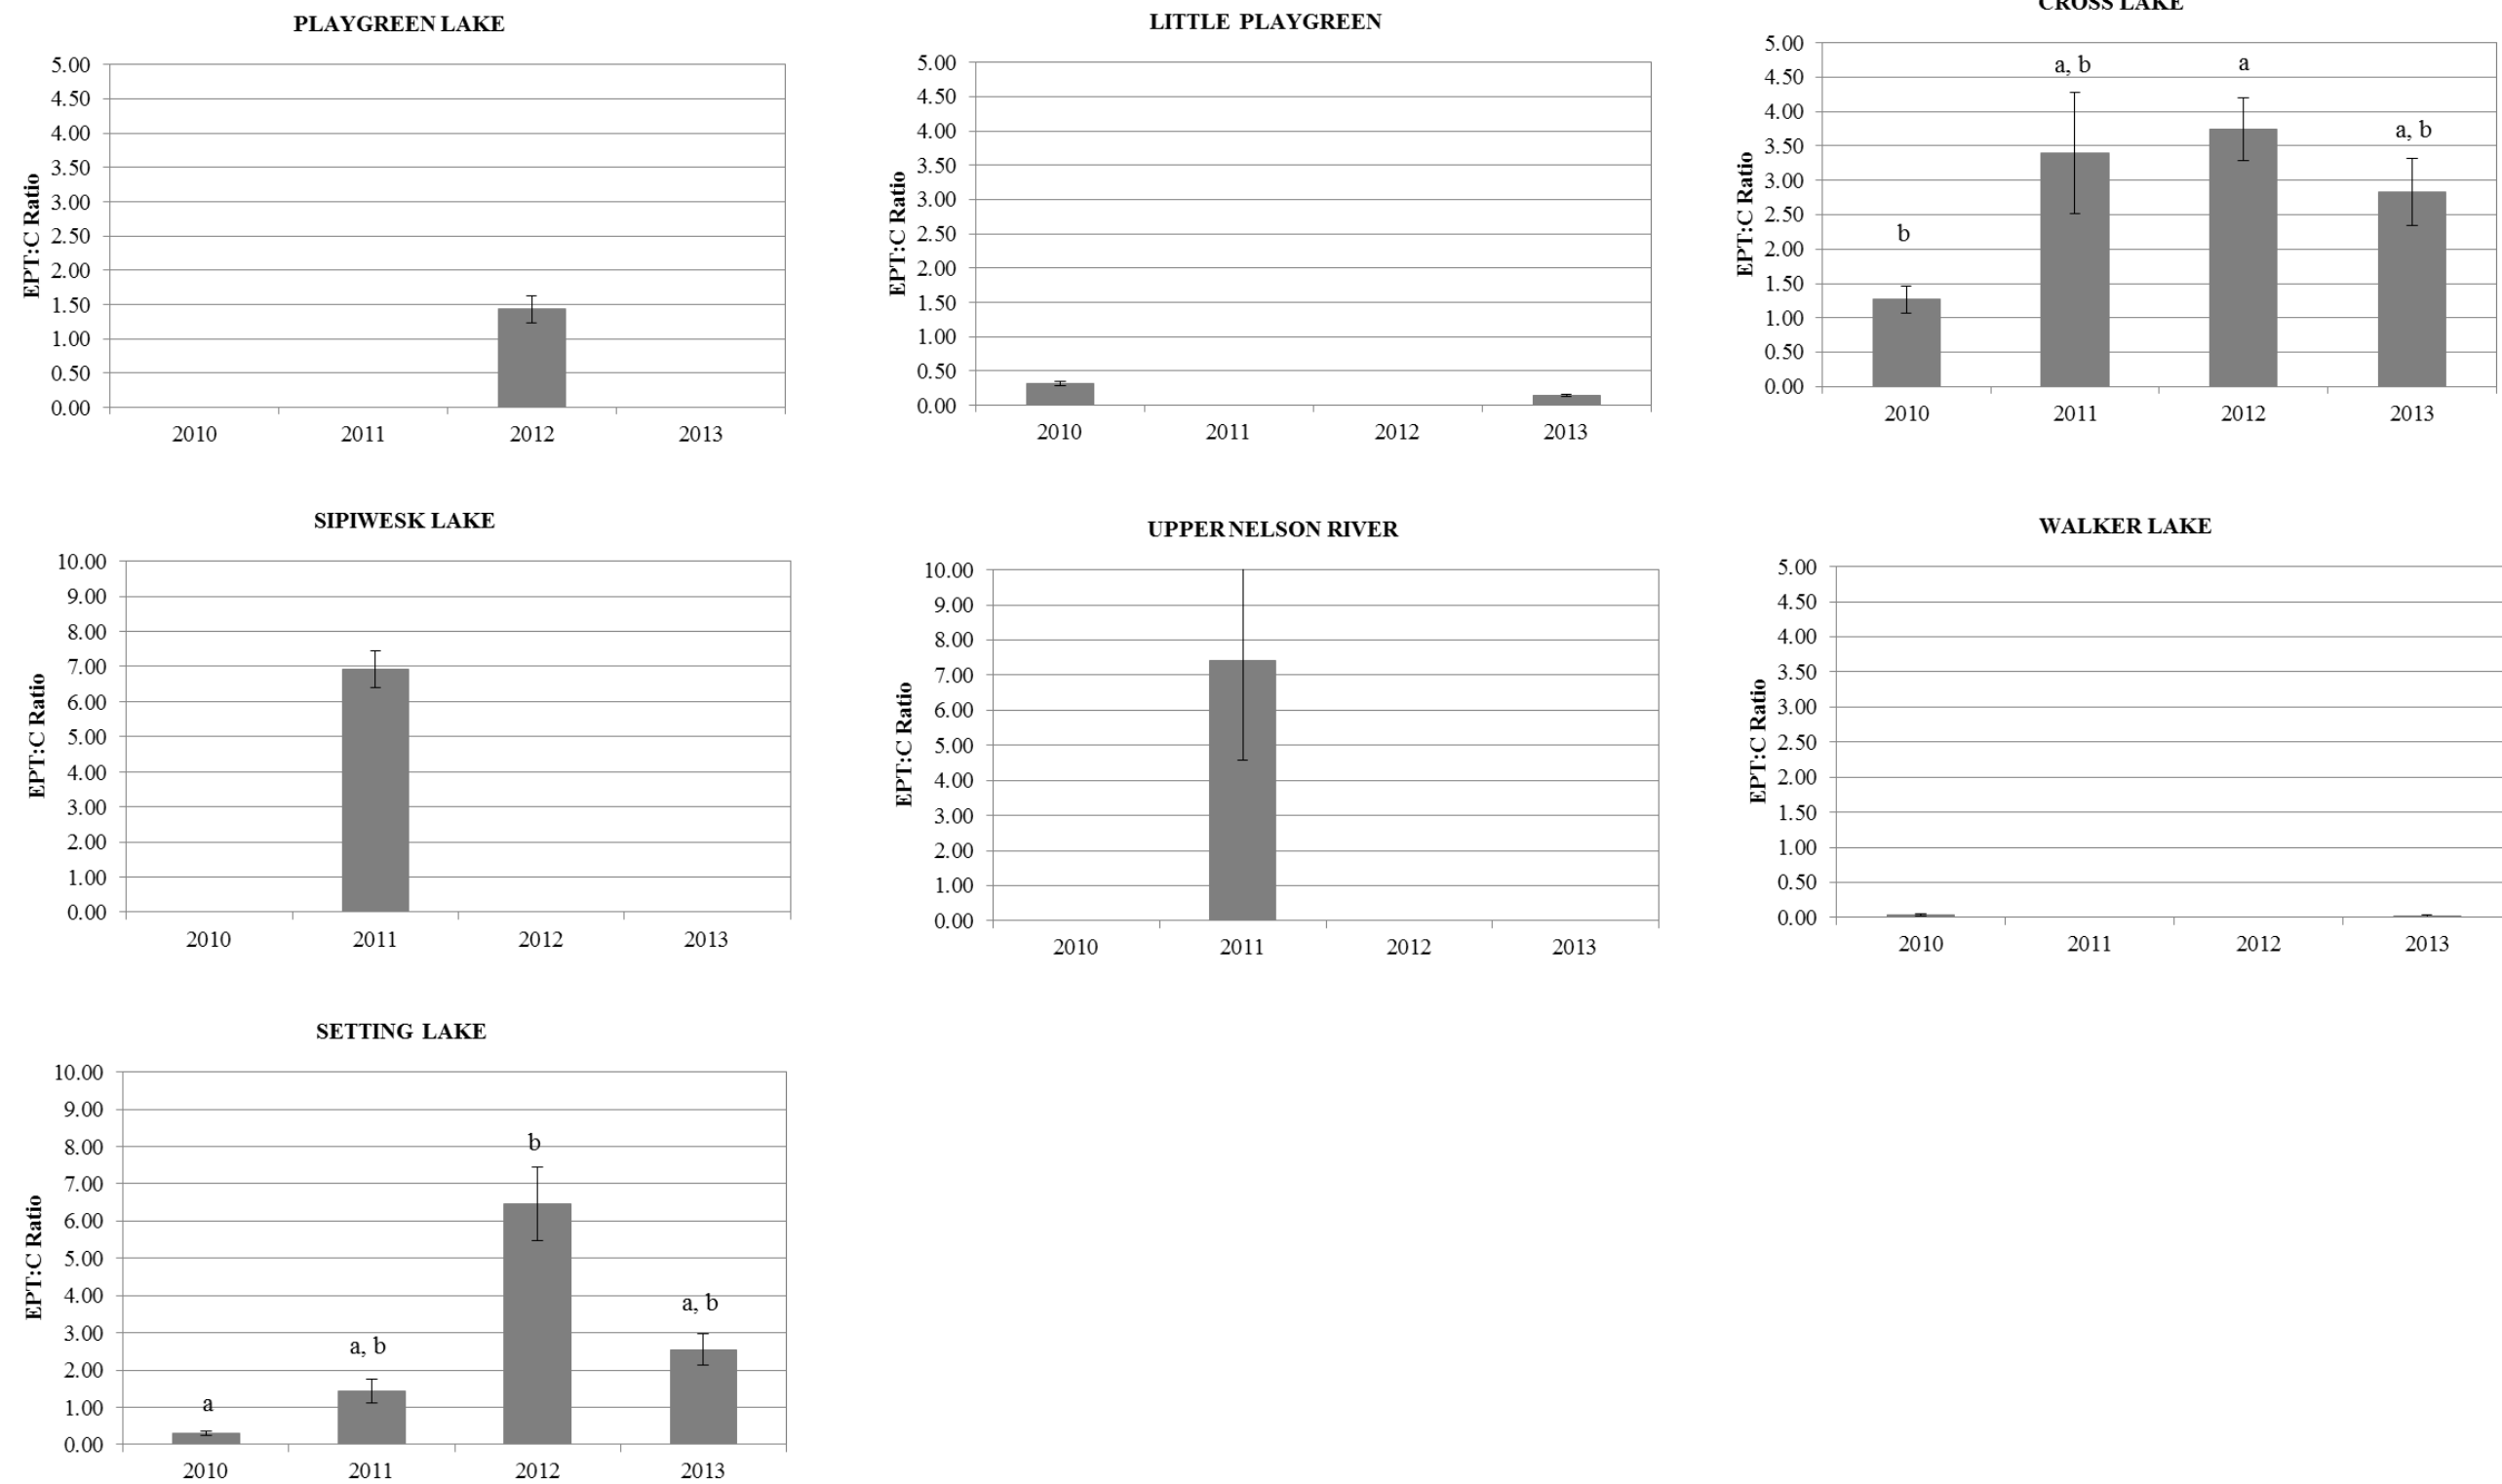 PLAYGREEN LAKE
EPT:C Ratio
5.00
4.50
4.00
3.50
3.00
2.50
2.00
1.50
1.00
0.50
0.00
2010 2011 2012 2013
LITTLE PLAYGREEN
EPT:C Ratio
5.00
4.50
4.00
3.50
3.00
2.50
2.00
1.50
1.00
0.50
0.00
2010 2011 2012 2013
CROSS LAKE
EPT:C Ratio
5.00
4.50
4.00
3.50
3.00
2.50
2.00
1.50
1.00
0.50
0.00
b
a, b
a
a, b
2010 2011 2012 2013
SIPIWESK LAKE
EPT:C Ratio
10.00
9.00
8.00
7.00
6.00
5.00
4.00
3.00
2.00
1.00
0.00
2010 2011 2012 2013
UPPER NELSON RIVER
EPT:C Ratio
10.00
9.00
8.00
7.00
6.00
5.00
4.00
3.00
2.00
1.00
0.00
2010 2011 2012 2013
WALKER LAKE
EPT:C Ratio
5.00
4.50
4.00
3.50
3.00
2.50
2.00
1.50
1.00
0.50
0.00
2010 2011 2012 2013
SETTING LAKE
EPT:C Ratio
10.00
9.00
8.00
7.00
6.00
5.00
4.00
3.00
2.00
1.00
0.00
a
a, b
b
a, b
2010 2011 2012 2013